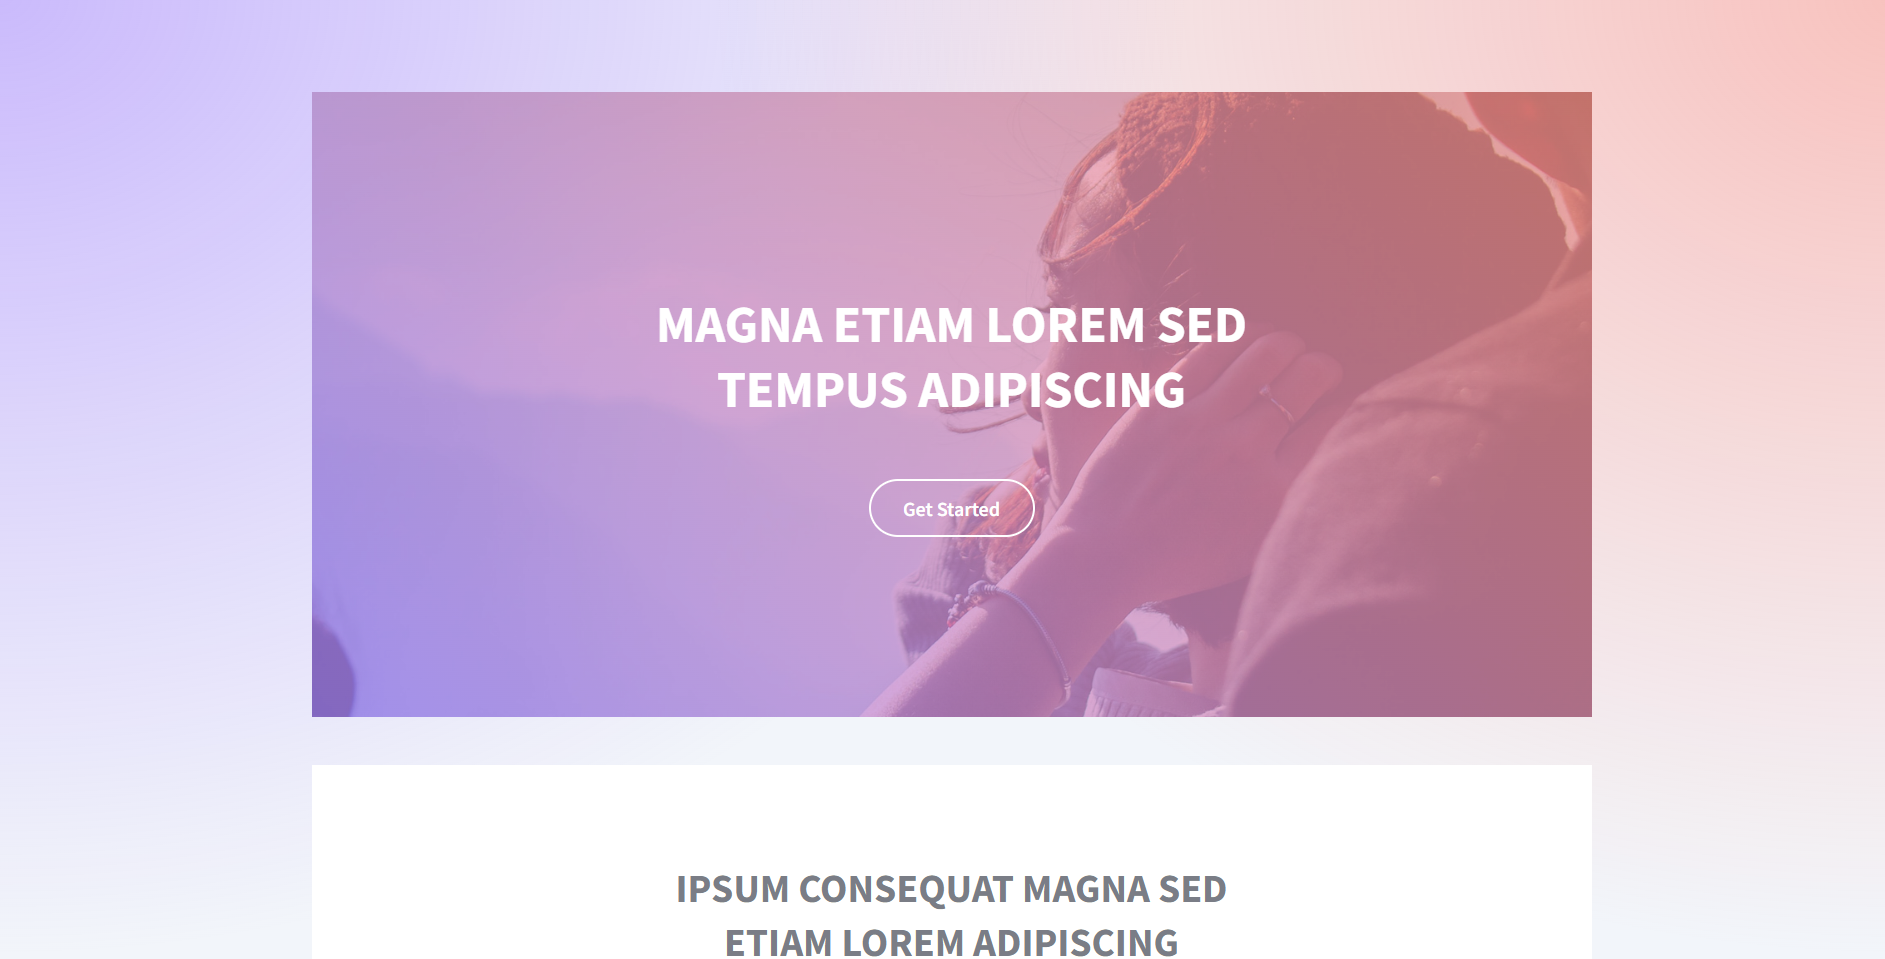 MAGNA ETIAM LOREM SED
TEMPUS ADIPISCING
Get Started
IPSUM CONSEQUAT MAGNA SED
ETIAM LOREM ADIPISCING